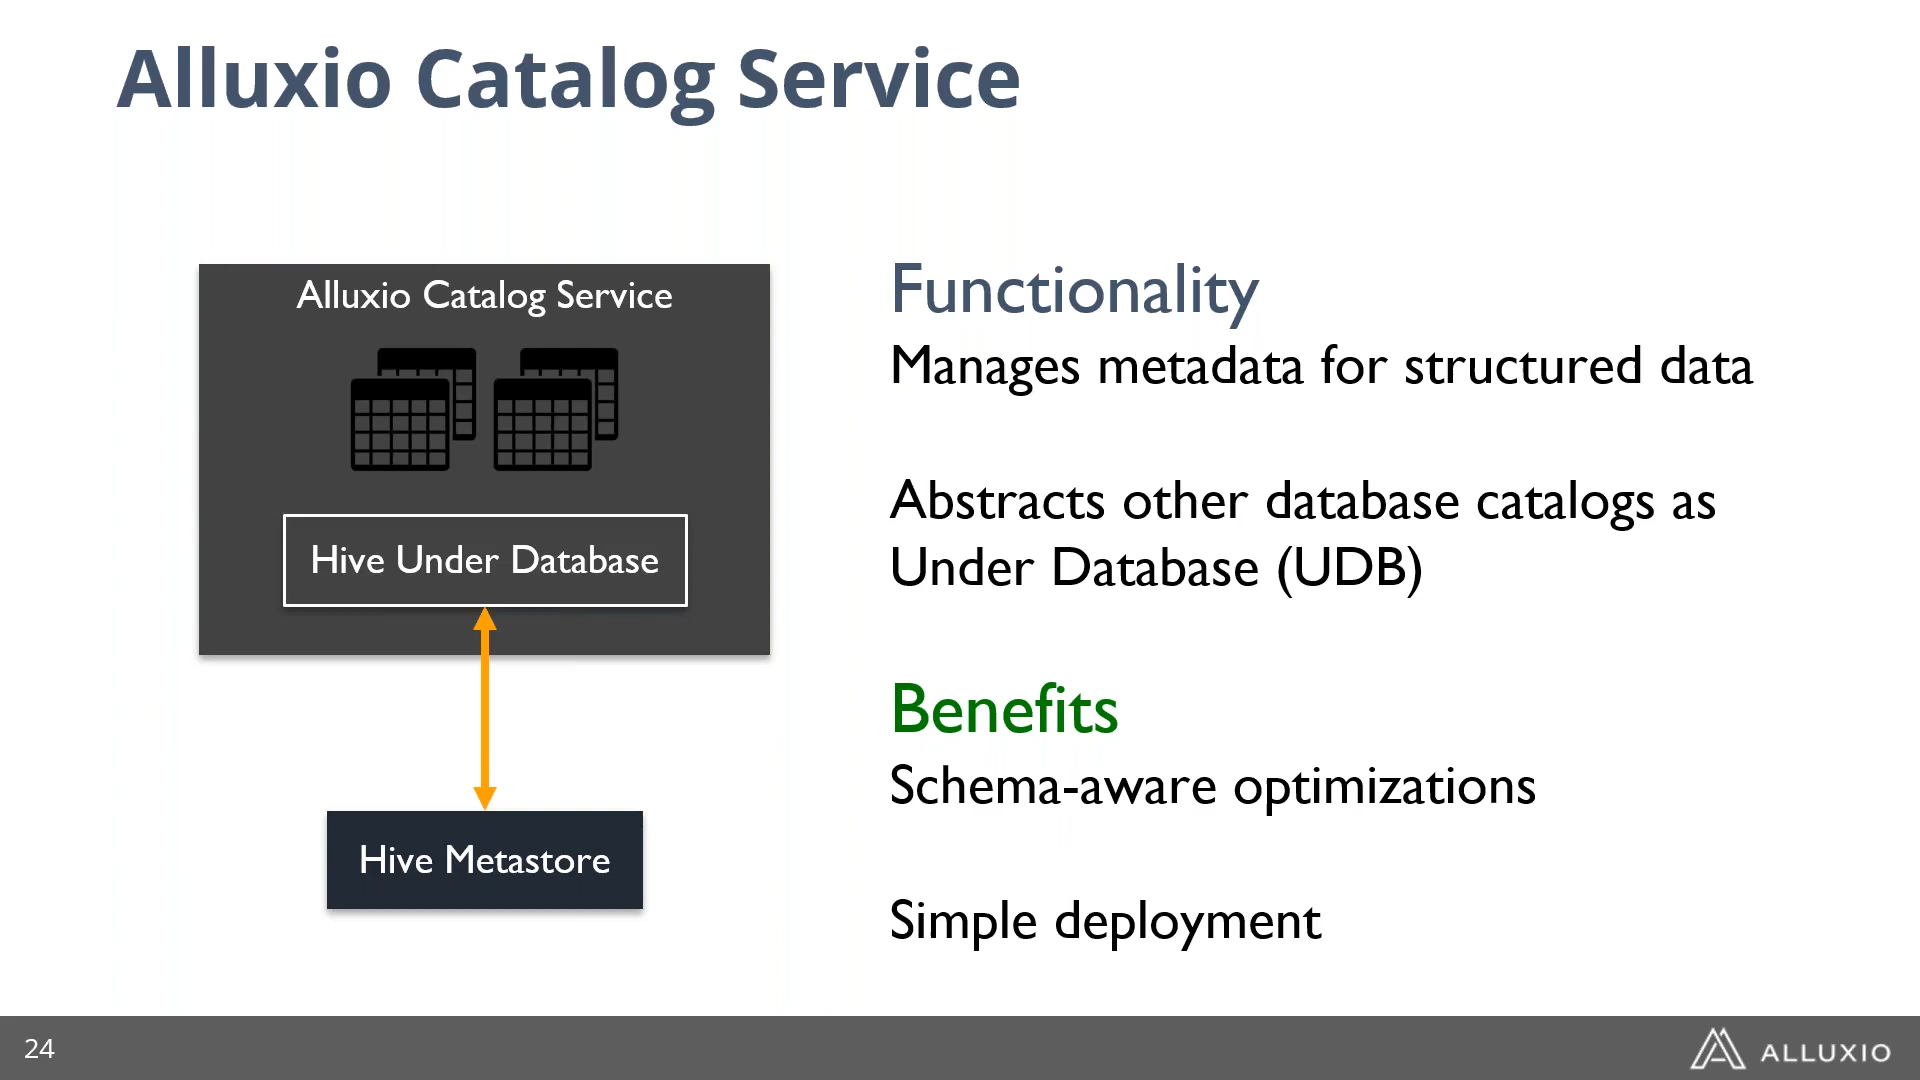 Alluxio Catalog Service
Alluxio Catalog Service
Hive Under Database
Hive Metastore
Functionality
Manages metadata for structured data
Abstracts other database catalogs as
Under Database (UDB)
Benefits
Schema-aware optimizations
Simple deployment
24
ALLUXIO